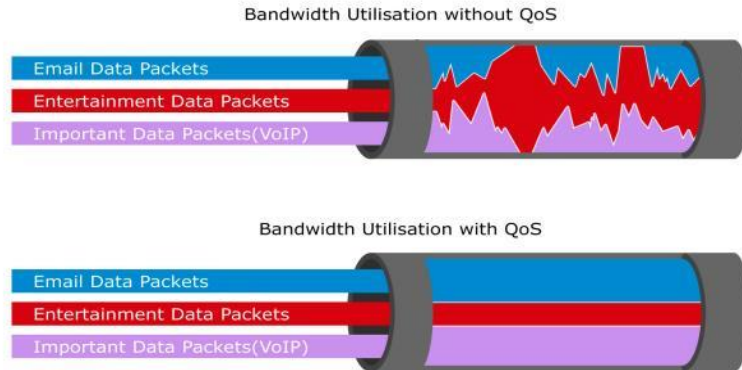 Bandwidth Utilisation without QoS
Email Data Packets
Entertainment Data Packets
Important Data Packets(VoIP)
Bandwidth Utilisation with QoS
Email Data Packets
Entertainment Data Packets
Important Data Packets(VoIP)